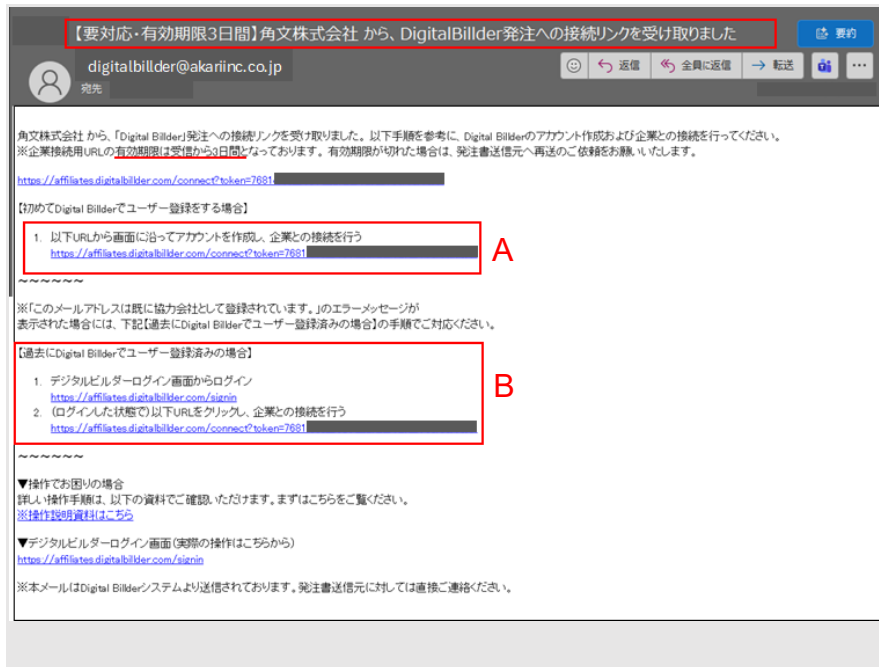 【要対応・有効期限3日間】角文株式会社 から、DigitalBillder発注への接続リンクを受け取りました
要約
digitalbillder@akariinc.co.jp
返信
全員に返信
転送
宛先
角文株式会社 から、「Digital Billder」発注への接続リンクを受け取りました。以下手順を参考に、Digital Billderのアカウント作成および企業との接続を行ってください。
※企業接続用URLの有効期限は受信から3日間となっております。有効期限が切れた場合は、発注書送信元へ再送のご依頼をお願いいたします。
https://affiliates.digitalbillder.com/connect?token=7681
【初めてDigital Billderでユーザー登録をする場合】
1. 以下URLから画面に沿ってアカウントを作成し、企業との接続を行う
https://affiliates.digitalbillder.com/connect?token=7681
A
~~~~~~
※「このメールアドレスは既に協力会社として登録されています。」のエラーメッセージが
表示された場合には、下記【過去にDigital Billderでユーザー登録済みの場合】の手順でご対応ください。
【過去にDigital Billderでユーザー登録済みの場合】
1. デジタルビルダーログイン画面からログイン
https://affiliates.digitalbillder.com/signin
B
2. (ログインした状態で)以下URLをクリックし、企業との接続を行う
https://affiliates.digitalbillder.com/connect?token=7681
~~~~~~
▼操作でお困りの場合
詳しい操作手順は、以下の資料でご確認いただけます。まずはこちらをご覧ください。
※操作説明資料はこちら
▼デジタルビルダーログイン画面(実際の操作はこちらから)
https://affiliates.digitalbillder.com/signin
※本メールはDigital Billderシステムより送信されております。発注書送信元に対しては直接ご連絡ください。